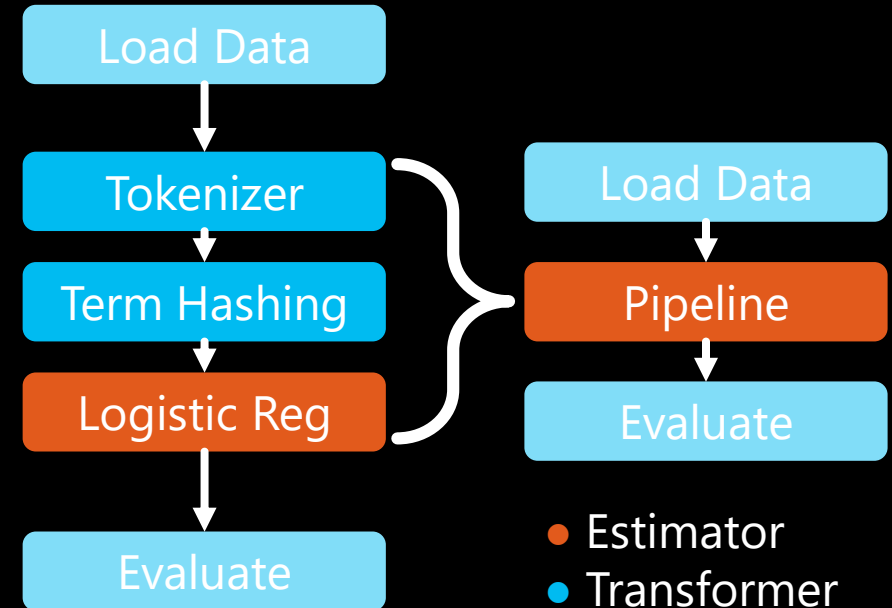 Load Data
Tokenizer
Term Hashing
Logistic Reg
Evaluate
Load Data
Pipeline
Evaluate
Estimator
Transformer